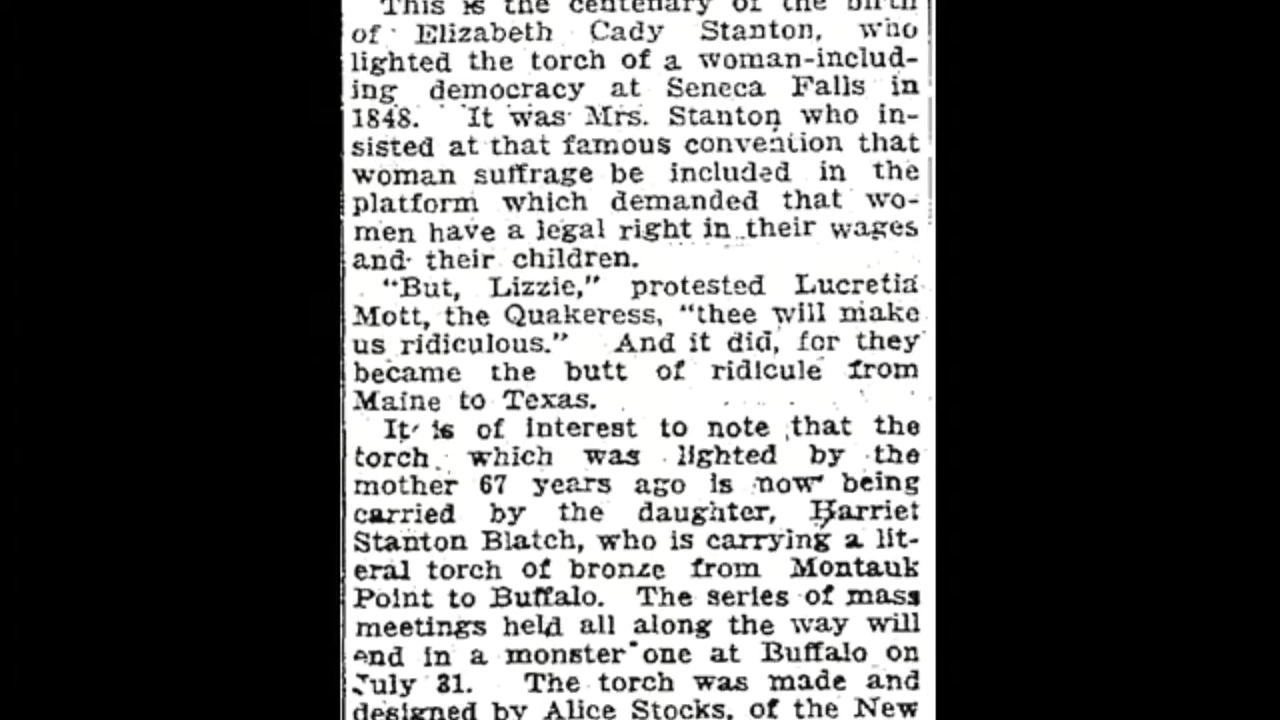 This is the centenary of the birth
of Elizabeth Cady Stanton, who
lighted the torch of a woman-includ-
ing democracy at Seneca Falls in
1848. It was Mrs. Stanton who in-
sisted at that famous convention that
woman suffrage be included in the
platform which demanded that wo-
men have a legal right in their wages
and their children.
"But, Lizzie," protested Lucretia
Mott, the Quakeress, "thee will make
us ridiculous." And it did, for they
became the butt of ridicule from
Maine to Texas.
It is of interest to note that the
torch which was lighted by the
mother 67 years ago is now being
carried by the daughter, Harriet
Stanton Blatch, who is carrying a lit-
eral torch of bronze from Montauk
Point to Buffalo. The series of mass
meetings held all along the way will
end in a monster one at Buffalo on
July 31. The torch was made and
designed by Alice Stocks, of the New